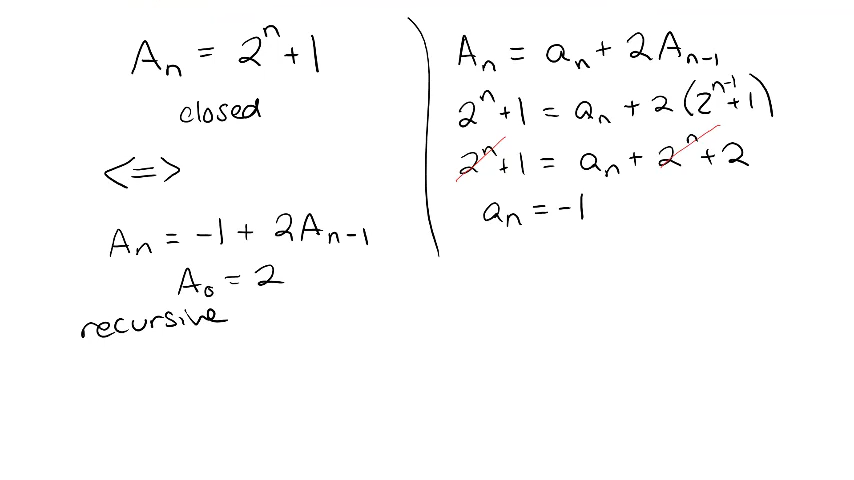 Aₙ = 2ⁿ + 1
closed
<=>
Aₙ = -1 + 2Aₙ₋₁
A₀ = 2
recursive
Aₙ = aₙ + 2Aₙ₋₁
2ⁿ + 1 = aₙ + 2(2ⁿ⁻¹ + 1)
2ⁿ + 1 = aₙ + 2ⁿ + 2
aₙ = -1